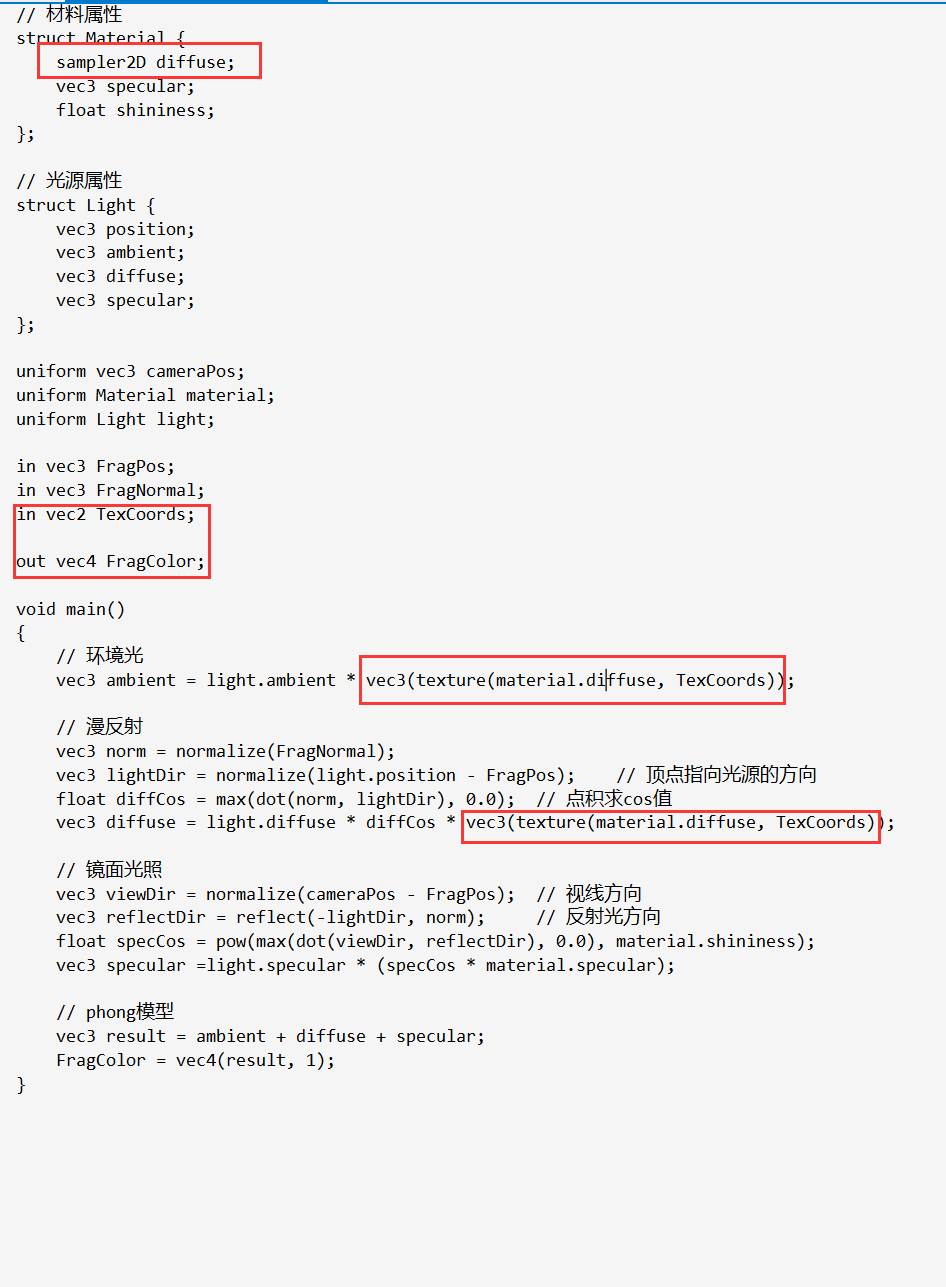 // 材料属性
struct Material {
    sampler2D diffuse;
    vec3 specular;
    float shininess;
};
// 光源属性
struct Light {
    vec3 position;
    vec3 ambient;
    vec3 diffuse;
    vec3 specular;
};
uniform vec3 cameraPos;
uniform Material material;
uniform Light light;
in vec3 FragPos;
in vec3 FragNormal;
in vec2 TexCoords;
out vec4 FragColor;
void main()
{
    // 环境光
    vec3 ambient = light.ambient * vec3(texture(material.diffuse, TexCoords));
    // 漫反射
    vec3 norm = normalize(FragNormal);
    vec3 lightDir = normalize(light.position - FragPos);    // 顶点指向光源的方向
    float diffCos = max(dot(norm, lightDir), 0.0);  // 点积求cos值
    vec3 diffuse = light.diffuse * diffCos * vec3(texture(material.diffuse, TexCoords));
    // 镜面光照
    vec3 viewDir = normalize(cameraPos - FragPos);  // 视线方向
    vec3 reflectDir = reflect(-lightDir, norm);     // 反射光方向
    float specCos = pow(max(dot(viewDir, reflectDir), 0.0), material.shininess);
    vec3 specular =light.specular * (specCos * material.specular);
    // phong模型
    vec3 result = ambient + diffuse + specular;
    FragColor = vec4(result, 1);
}